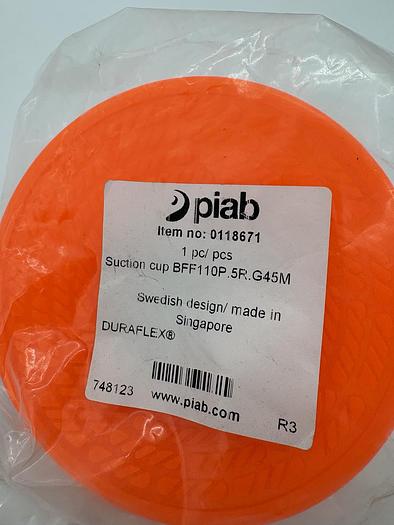 piab
Item no: 0118671
1 pc/ pcs
Suction cup BFF110P.5R.G45M
Swedish design/ made in
Singapore
DURAFLEX®
748123
www.piab.com
R3